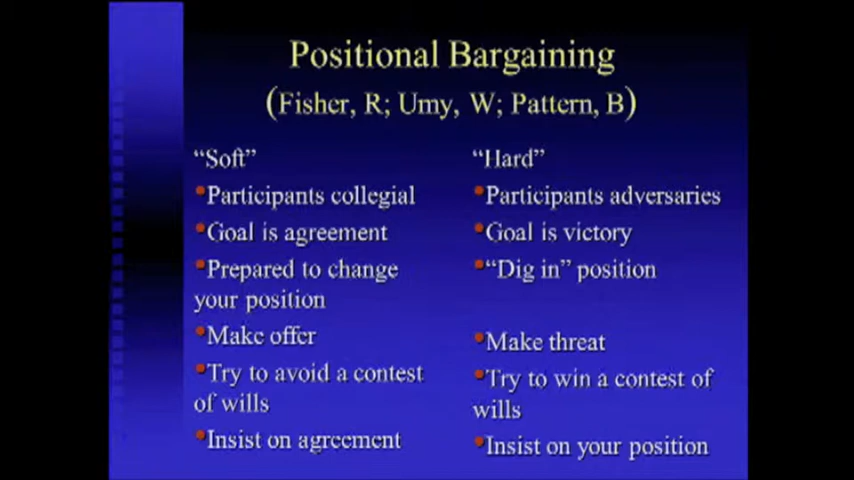 Positional Bargaining
(Fisher, R; Umy, W; Pattern, B)
“Soft”
•Participants collegial
•Goal is agreement
•Prepared to change
your position
•Make offer
•Try to avoid a contest
of wills
•Insist on agreement
“Hard”
•Participants adversaries
•Goal is victory
•“Dig in” position
•Make threat
•Try to win a contest of
wills
•Insist on your position